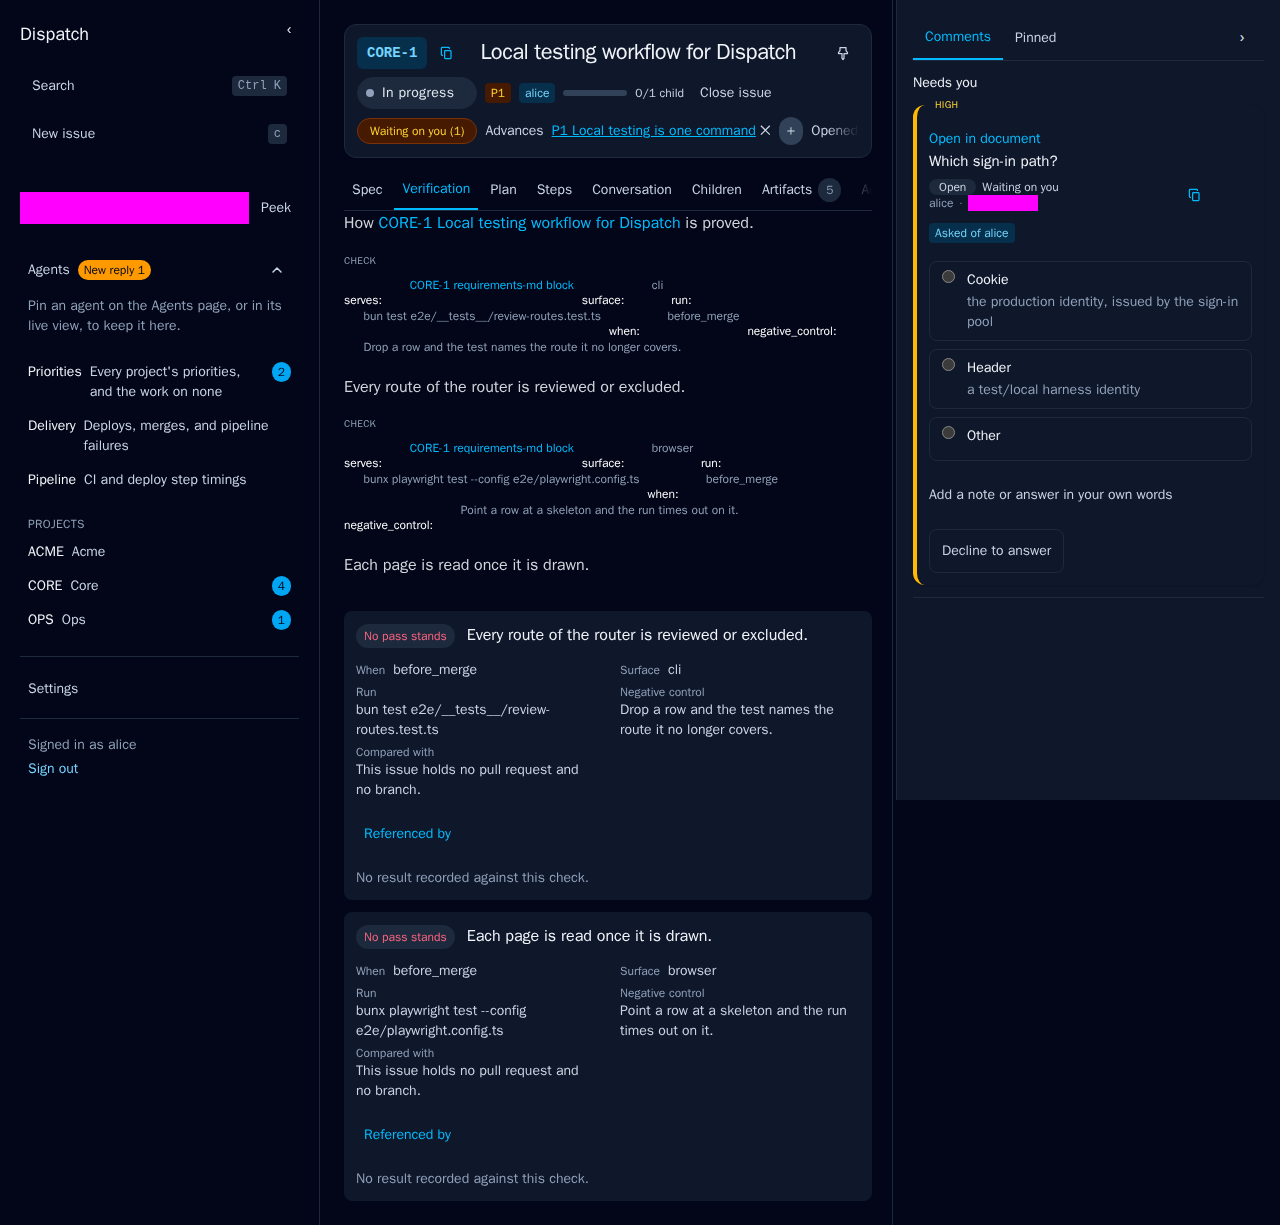 Dispatch
Search
Ctrl K
New issue
C
Peek
Agents
New reply 1
Pin an agent on the Agents page, or in its
live view, to keep it here.
Priorities
Every project's priorities,
and the work on none
2
Delivery
Deploys, merges, and pipeline
failures
Pipeline
CI and deploy step timings
PROJECTS
ACME Acme
CORE Core
4
OPS Ops
1
Settings
Signed in as alice
Sign out
CORE-1
Local testing workflow for Dispatch
In progress
P1
alice
0/1 child
Close issue
Waiting on you (1)
Advances
P1 Local testing is one command
Opened
Spec
Verification
Plan
Steps
Conversation
Children
Artifacts
5
How CORE-1 Local testing workflow for Dispatch is proved.
CHECK
serves:
CORE-1 requirements-md block
surface:
cli
run:
bun test e2e/__tests__/review-routes.test.ts
when:
before_merge
negative_control:
Drop a row and the test names the route it no longer covers.
Every route of the router is reviewed or excluded.
CHECK
serves:
CORE-1 requirements-md block
surface:
browser
run:
bunx playwright test --config e2e/playwright.config.ts
when:
before_merge
negative_control:
Point a row at a skeleton and the run times out on it.
Each page is read once it is drawn.
No pass stands
Every route of the router is reviewed or excluded.
When before_merge
Surface cli
Run
bun test e2e/__tests__/review-
routes.test.ts
Negative control
Drop a row and the test names the
route it no longer covers.
Compared with
This issue holds no pull request and
no branch.
Referenced by
No result recorded against this check.
No pass stands
Each page is read once it is drawn.
When before_merge
Surface browser
Run
bunx playwright test --config
e2e/playwright.config.ts
Negative control
Point a row at a skeleton and the run
times out on it.
Compared with
This issue holds no pull request and
no branch.
Referenced by
No result recorded against this check.
Comments
Pinned
Needs you
HIGH
Open in document
Which sign-in path?
Open
Waiting on you
alice ·
Asked of alice
Cookie
the production identity, issued by the sign-in
pool
Header
a test/local harness identity
Other
Add a note or answer in your own words
Decline to answer